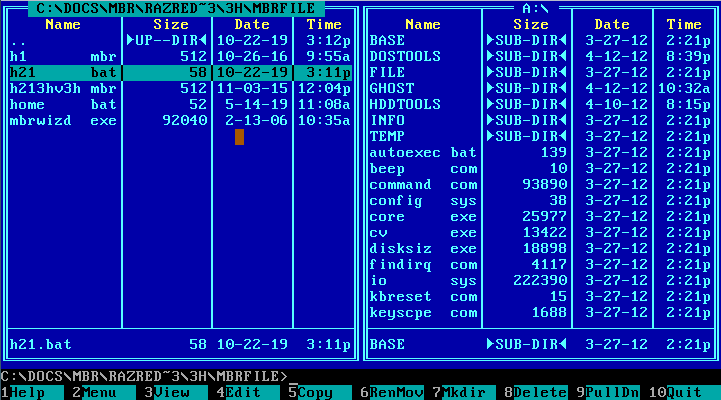 C:\DOCS\MBR\RAZRED~3\3H\MBRFILE
Name Size Date Time
.. ►UP--DIR◄ 10-22-19 3:12p
h1 mbr 512 10-26-16 9:55a
h21 bat 58 10-22-19 3:11p
h213hv3h mbr 512 11-03-15 12:04p
home bat 52 5-14-19 11:08a
mbrwizd exe 92040 2-13-06 10:35a
h21.bat 58 10-22-19 3:11p
A:\
Name Size Date Time
BASE ►SUB-DIR◄ 3-27-12 2:21p
DOSTOOLS ►SUB-DIR◄ 4-12-12 8:39p
FILE ►SUB-DIR◄ 3-27-12 2:21p
GHOST ►SUB-DIR◄ 4-12-12 10:32a
HDDTOOLS ►SUB-DIR◄ 4-10-12 8:15p
INFO ►SUB-DIR◄ 3-27-12 2:21p
TEMP ►SUB-DIR◄ 3-27-12 2:21p
autoexec bat 139 3-27-12 2:21p
beep com 10 3-27-12 2:21p
command com 93890 3-27-12 2:21p
config sys 38 3-27-12 2:21p
core exe 25977 3-27-12 2:21p
cv exe 13422 3-27-12 2:21p
disksiz exe 18898 3-27-12 2:21p
findirq com 4117 3-27-12 2:21p
io sys 222390 3-27-12 2:21p
kbreset com 15 3-27-12 2:21p
keyscpe com 1688 3-27-12 2:21p
BASE ►SUB-DIR◄ 3-27-12 2:21p
C:\DOCS\MBR\RAZRED~3\3H\MBRFILE>_
1Help 2Menu 3View 4Edit 5Copy 6RenMov 7Mkdir 8Delete 9PullDn 10Quit